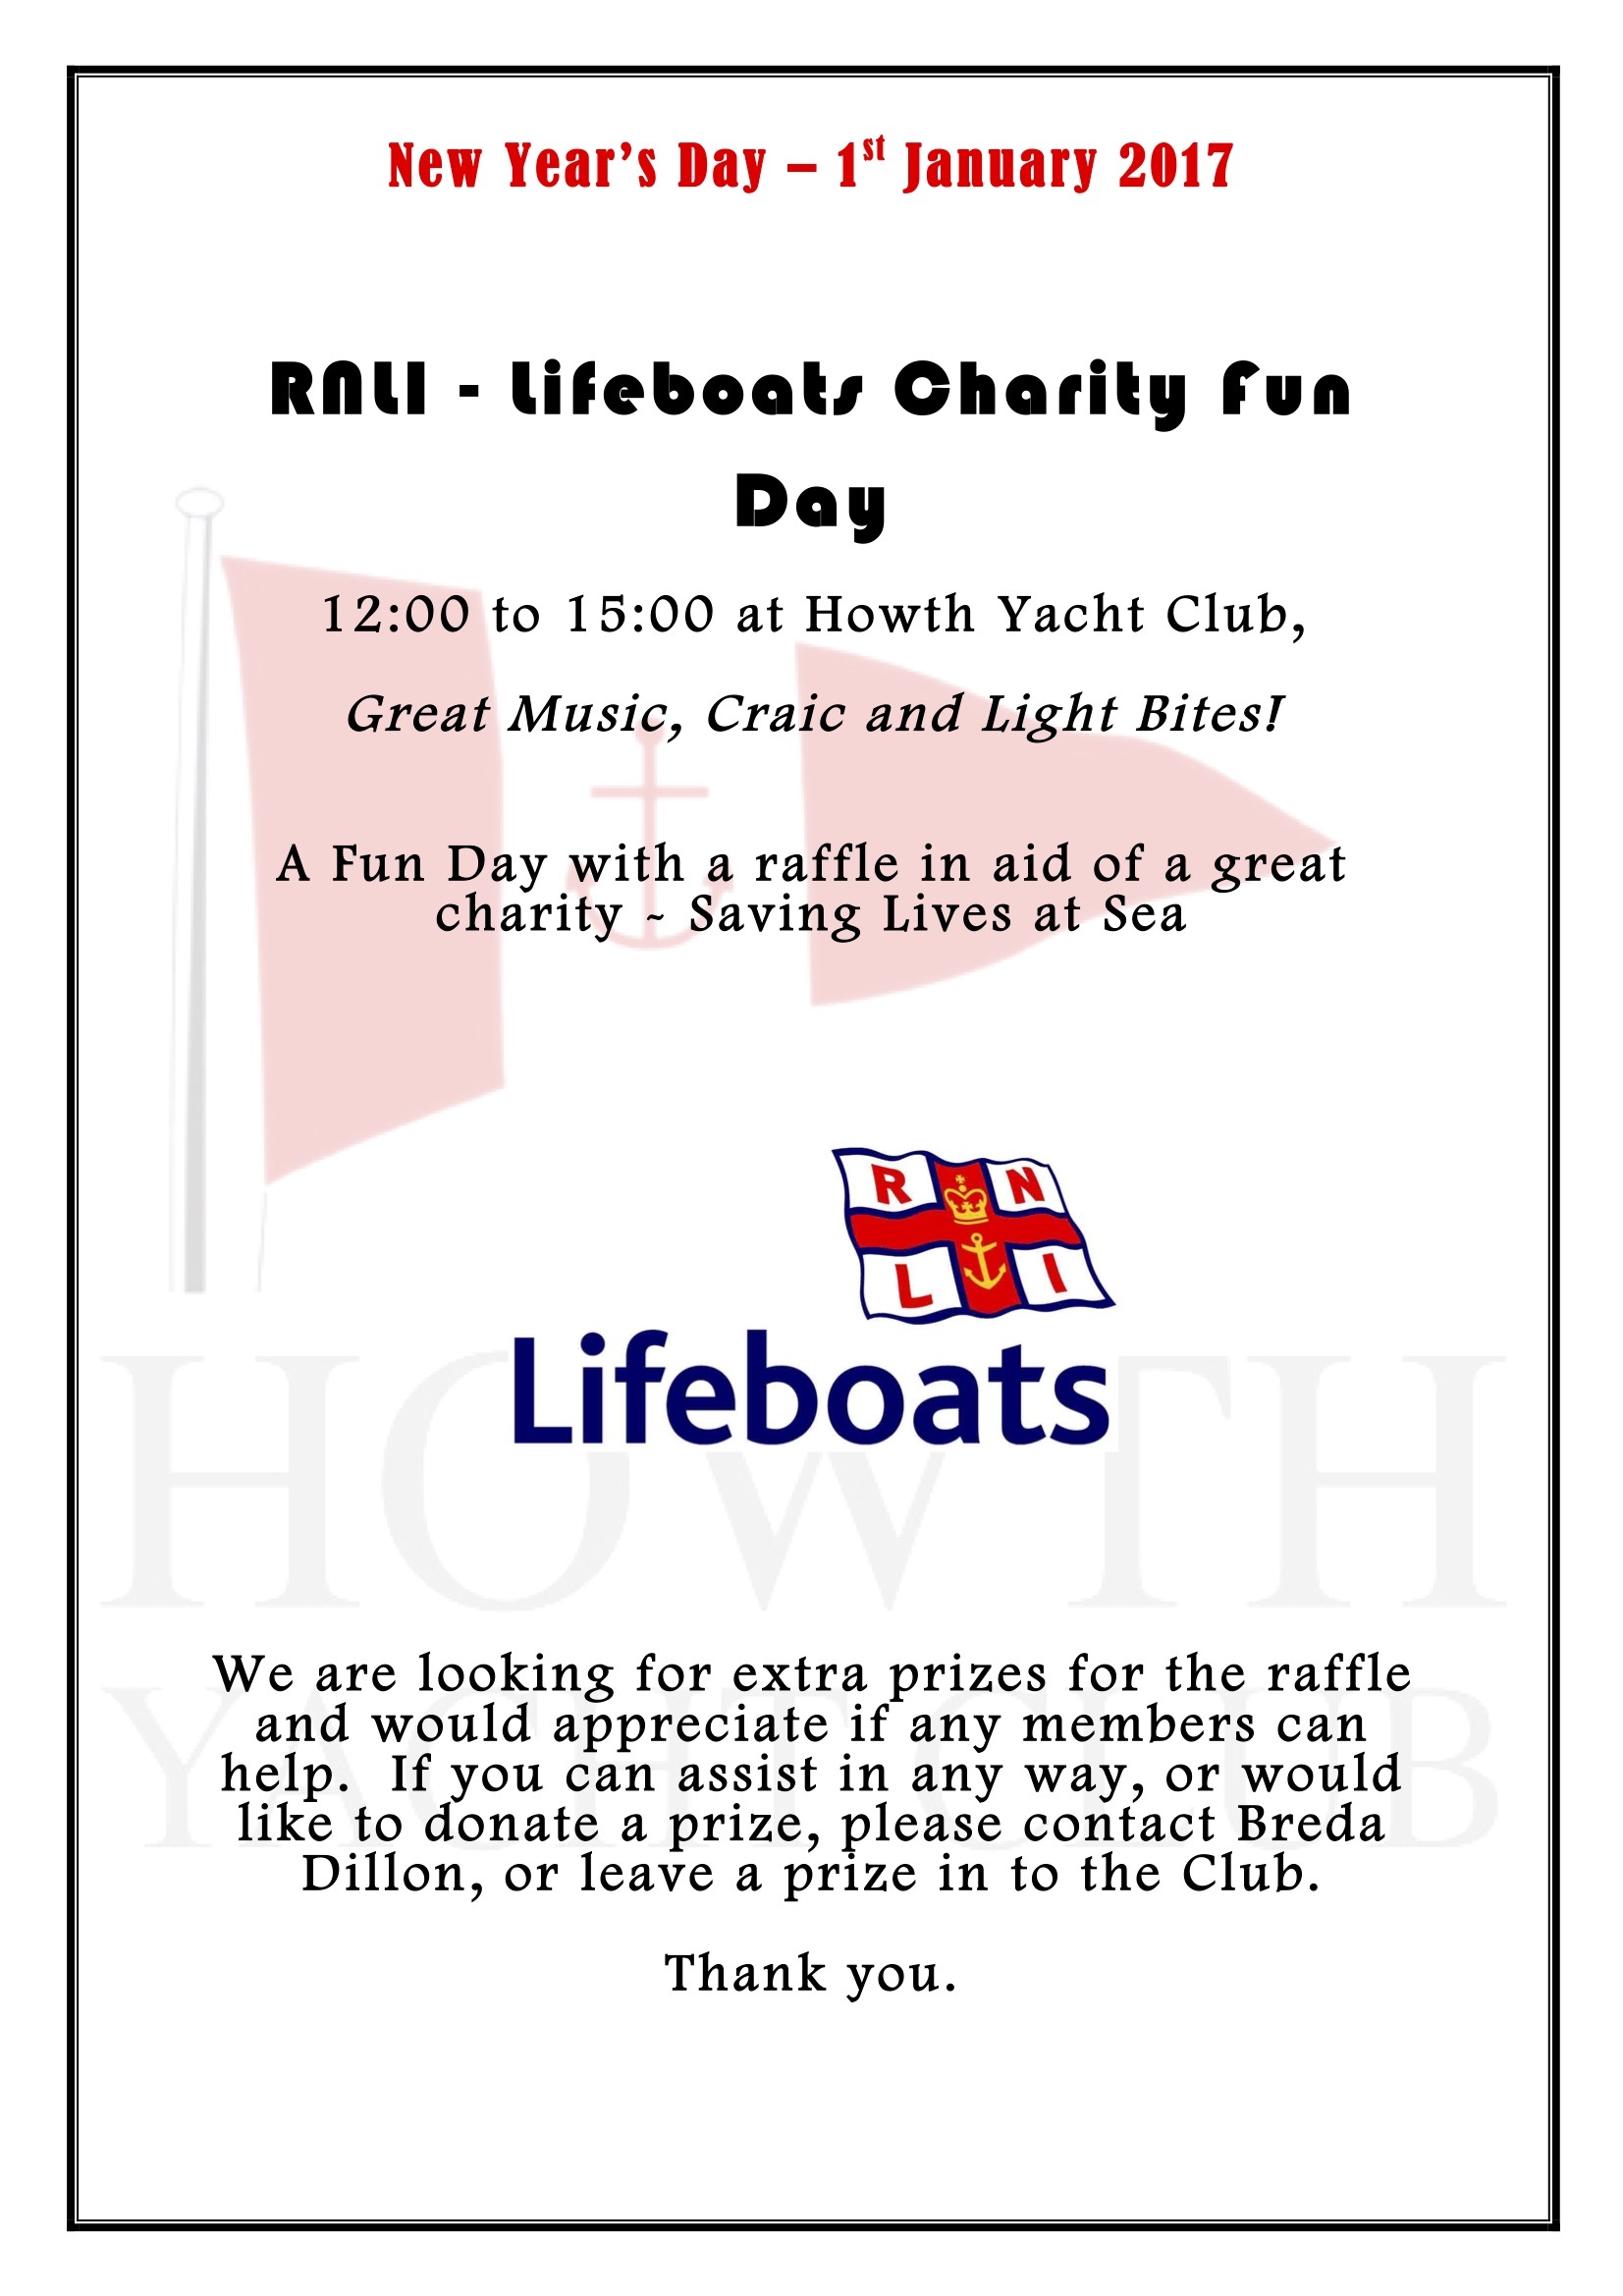 New Year’s Day – 1st January 2017
RNLI - Lifeboats Charity Fun
Day
12:00 to 15:00 at Howth Yacht Club,
Great Music, Craic and Light Bites!
A Fun Day with a raffle in aid of a great
charity ~ Saving Lives at Sea
R N
L I
Lifeboats
HOWTH
YACHT CLUB
We are looking for extra prizes for the raffle
and would appreciate if any members can
help.  If you can assist in any way, or would
like to donate a prize, please contact Breda
Dillon, or leave a prize in to the Club.
Thank you.